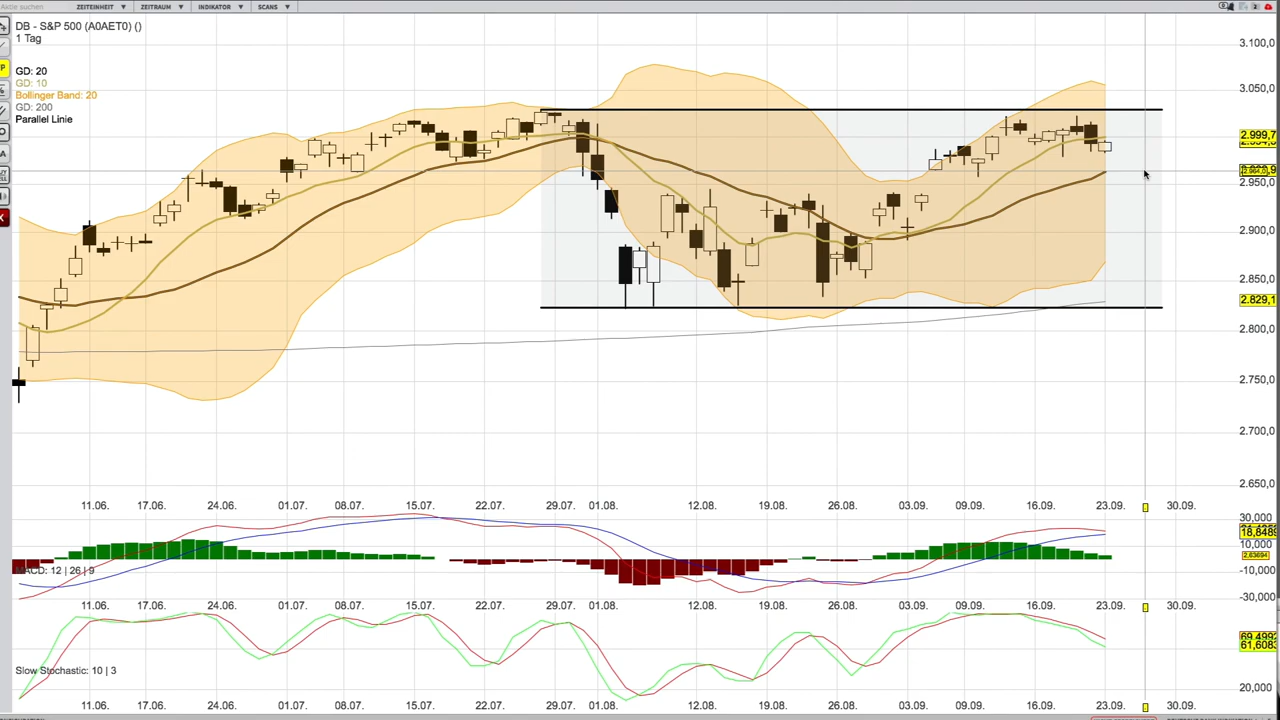 Aktie suchen ZEITEINHEIT ▼ ZEITRAUM ▼ INDIKATOR ▼ SCANS ▼
DB - S&P 500 (A0AET0) ()
1 Tag
GD: 20
GD: 10
Bollinger Band: 20
GD: 200
Parallel Linie
3.100,0
3.050,0
2.999,7
2.950,0
2.900,0
2.850,0
2.829,1
2.800,0
2.750,0
2.700,0
2.650,0
11.06. 17.06. 24.06. 01.07. 08.07. 15.07. 22.07. 29.07. 01.08. 12.08. 19.08. 26.08. 03.09. 09.09. 16.09. 23.09. 30.09.
30,000
18,648
10,000
2,63694
-10,000
MACD: 12 | 26 | 9
-30,000
11.06. 17.06. 24.06. 01.07. 08.07. 15.07. 22.07. 29.07. 01.08. 12.08. 19.08. 26.08. 03.09. 09.09. 16.09. 23.09. 30.09.
69,499
61,608
Slow Stochastic: 10 | 3
20,000
11.06. 17.06. 24.06. 01.07. 08.07. 15.07. 22.07. 29.07. 01.08. 12.08. 19.08. 26.08. 03.09. 09.09. 16.09. 23.09. 30.09.